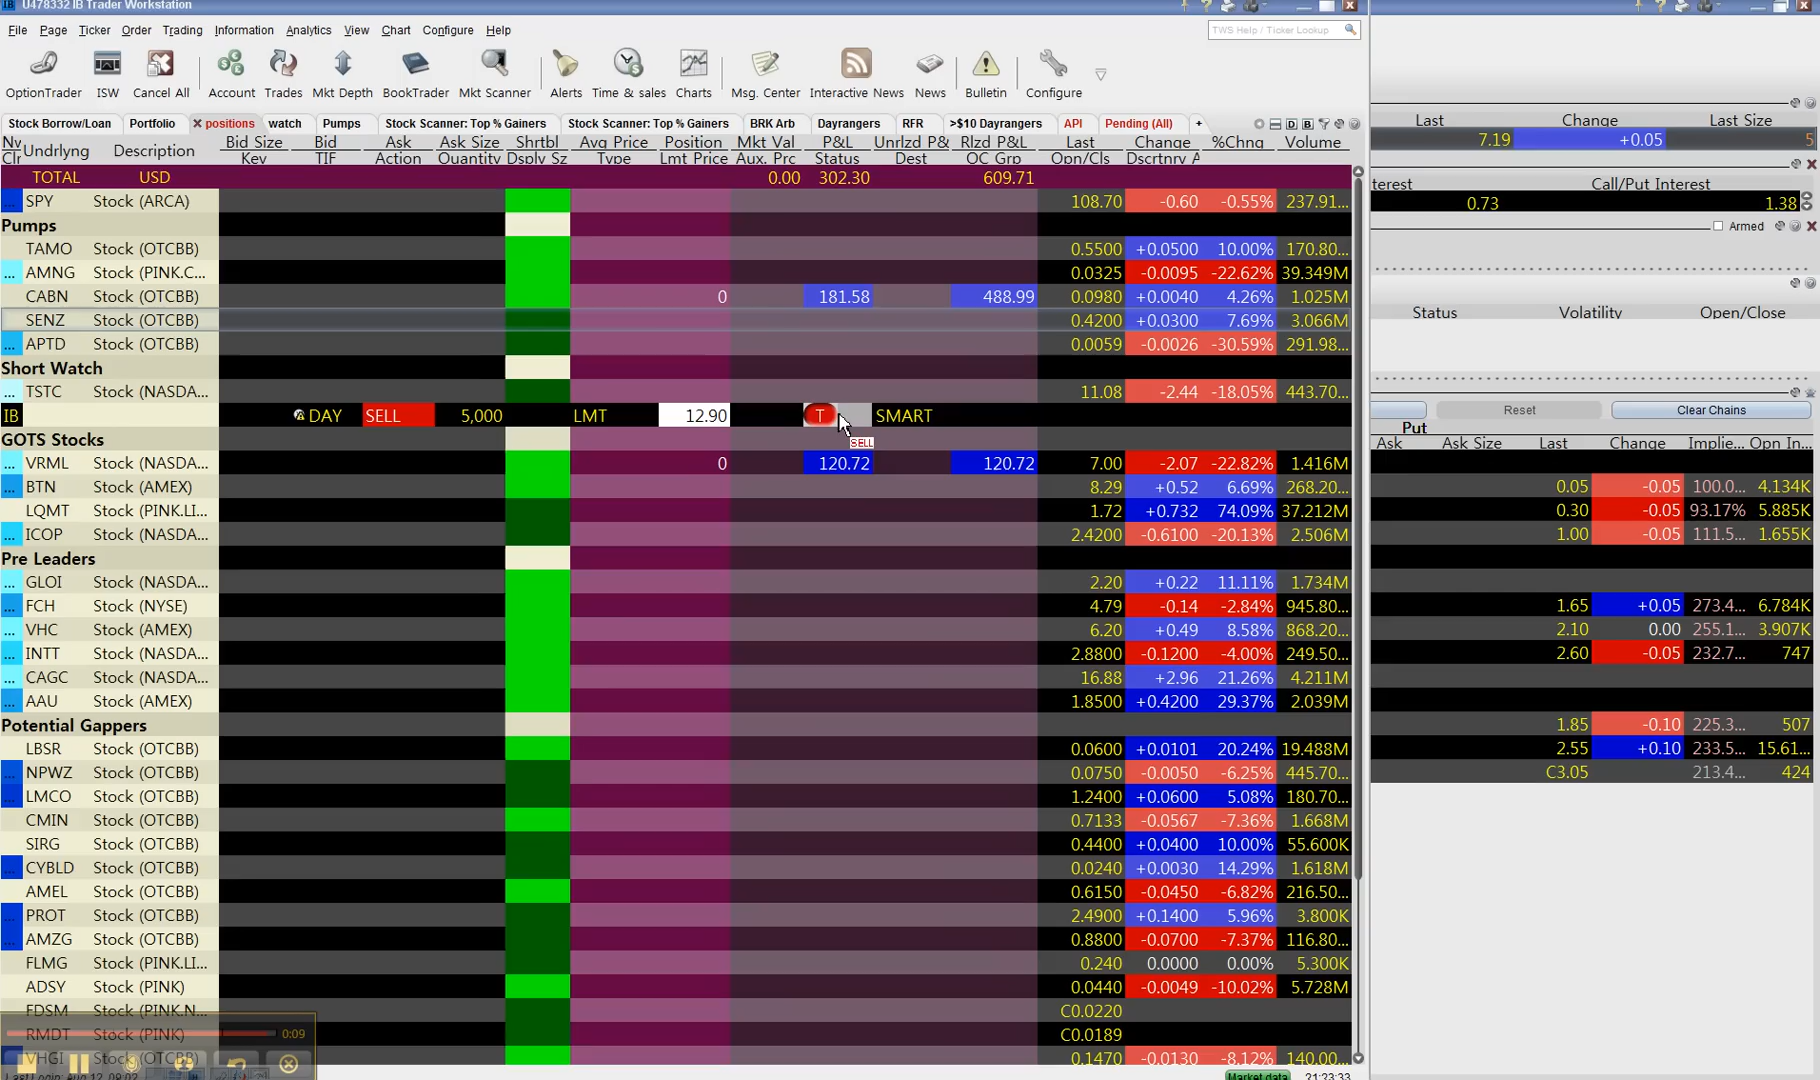 U478332 IB Trader Workstation
File Page Ticker Order Trading Information Analytics View Chart Configure Help
TWS Help / Ticker Lookup
OptionTrader ISW Cancel All Account Trades Mkt Depth BookTrader Mkt Scanner Alerts Time & sales Charts Msg. Center Interactive News News Bulletin Configure
Stock Borrow/Loan Portfolio positions watch Pumps Stock Scanner: Top % Gainers Stock Scanner: Top % Gainers BRK Arb Dayrangers RFR >$10 Dayrangers API Pending (All) +
Undrlyng Description Bid Size Bid Ask Ask Size Shrtbl Avg Price Position Mkt Val P&L Unrlzd P& Rlzd P&L Last Change %Chng Volume
Key TIF Action Quantity Dsply Sz Type Lmt Price Aux. Prc Status Dest OC Grp Opn/Cls Dscrtnry A
TOTAL USD 0.00 302.30 609.71
SPY Stock (ARCA) 108.70 -0.60 -0.55% 237.91...
Pumps
TAMO Stock (OTCBB) 0.5500 +0.0500 10.00% 170.80...
... AMNG Stock (PINK.C... 0.0325 -0.0095 -22.62% 39.349M
CABN Stock (OTCBB) 0 181.58 488.99 0.0980 +0.0040 4.26% 1.025M
SENZ Stock (OTCBB) 0.4200 +0.0300 7.69% 3.066M
... APTD Stock (OTCBB) 0.0059 -0.0026 -30.59% 291.98...
Short Watch
... TSTC Stock (NASDA... 11.08 -2.44 -18.05% 443.70...
IB DAY SELL 5,000 LMT 12.90 T SMART
SELL
GOTS Stocks
... VRML Stock (NASDA... 0 120.72 120.72 7.00 -2.07 -22.82% 1.416M
... BTN Stock (AMEX) 8.29 +0.52 6.69% 268.20...
LQMT Stock (PINK.LI... 1.72 +0.732 74.09% 37.212M
... ICOP Stock (NASDA... 2.4200 -0.6100 -20.13% 2.506M
Pre Leaders
... GLOI Stock (NASDA... 2.20 +0.22 11.11% 1.734M
... FCH Stock (NYSE) 4.79 -0.14 -2.84% 945.80...
... VHC Stock (AMEX) 6.20 +0.49 8.58% 868.20...
... INTT Stock (NASDA... 2.8800 -0.1200 -4.00% 249.50...
... CAGC Stock (NASDA... 16.88 +2.96 21.26% 4.211M
... AAU Stock (AMEX) 1.8500 +0.4200 29.37% 2.039M
Potential Gappers
LBSR Stock (OTCBB) 0.0600 +0.0101 20.24% 19.488M
... NPWZ Stock (OTCBB) 0.0750 -0.0050 -6.25% 445.70...
... LMCO Stock (OTCBB) 1.2400 +0.0600 5.08% 180.70...
CMIN Stock (OTCBB) 0.7133 -0.0567 -7.36% 1.668M
SIRG Stock (OTCBB) 0.4400 +0.0400 10.00% 55.600K
... CYBLD Stock (OTCBB) 0.0240 +0.0030 14.29% 1.618M
AMEL Stock (OTCBB) 0.6150 -0.0450 -6.82% 216.50...
... PROT Stock (OTCBB) 2.4900 +0.1400 5.96% 3.800K
... AMZG Stock (OTCBB) 0.8800 -0.0700 -7.37% 116.80...
FLMG Stock (PINK.LI... 0.240 0.0000 0.00% 5.300K
ADSY Stock (PINK) 0.0440 -0.0049 -10.02% 5.728M
FDSM Stock (PINK.N... C0.0220
RMDT Stock (PINK) C0.0189
VHGI Stock (OTCBB) 0.1470 -0.0130 -8.12% 140.00...
0:09
Market data 21:23:33
Last Change Last Size
7.19 +0.05 5
terest Call/Put Interest
0.73 1.38
Armed
Status Volatility Open/Close
Reset Clear Chains
Put
Ask Ask Size Last Change Implie... Opn In...
0.05 -0.05 100.0... 4.134K
0.30 -0.05 93.17% 5.885K
1.00 -0.05 111.5... 1.655K
1.65 +0.05 273.4... 6.784K
2.10 0.00 255.1... 3.907K
2.60 -0.05 232.7... 747
1.85 -0.10 225.3... 507
2.55 +0.10 233.5... 15.61...
C3.05 213.4... 424